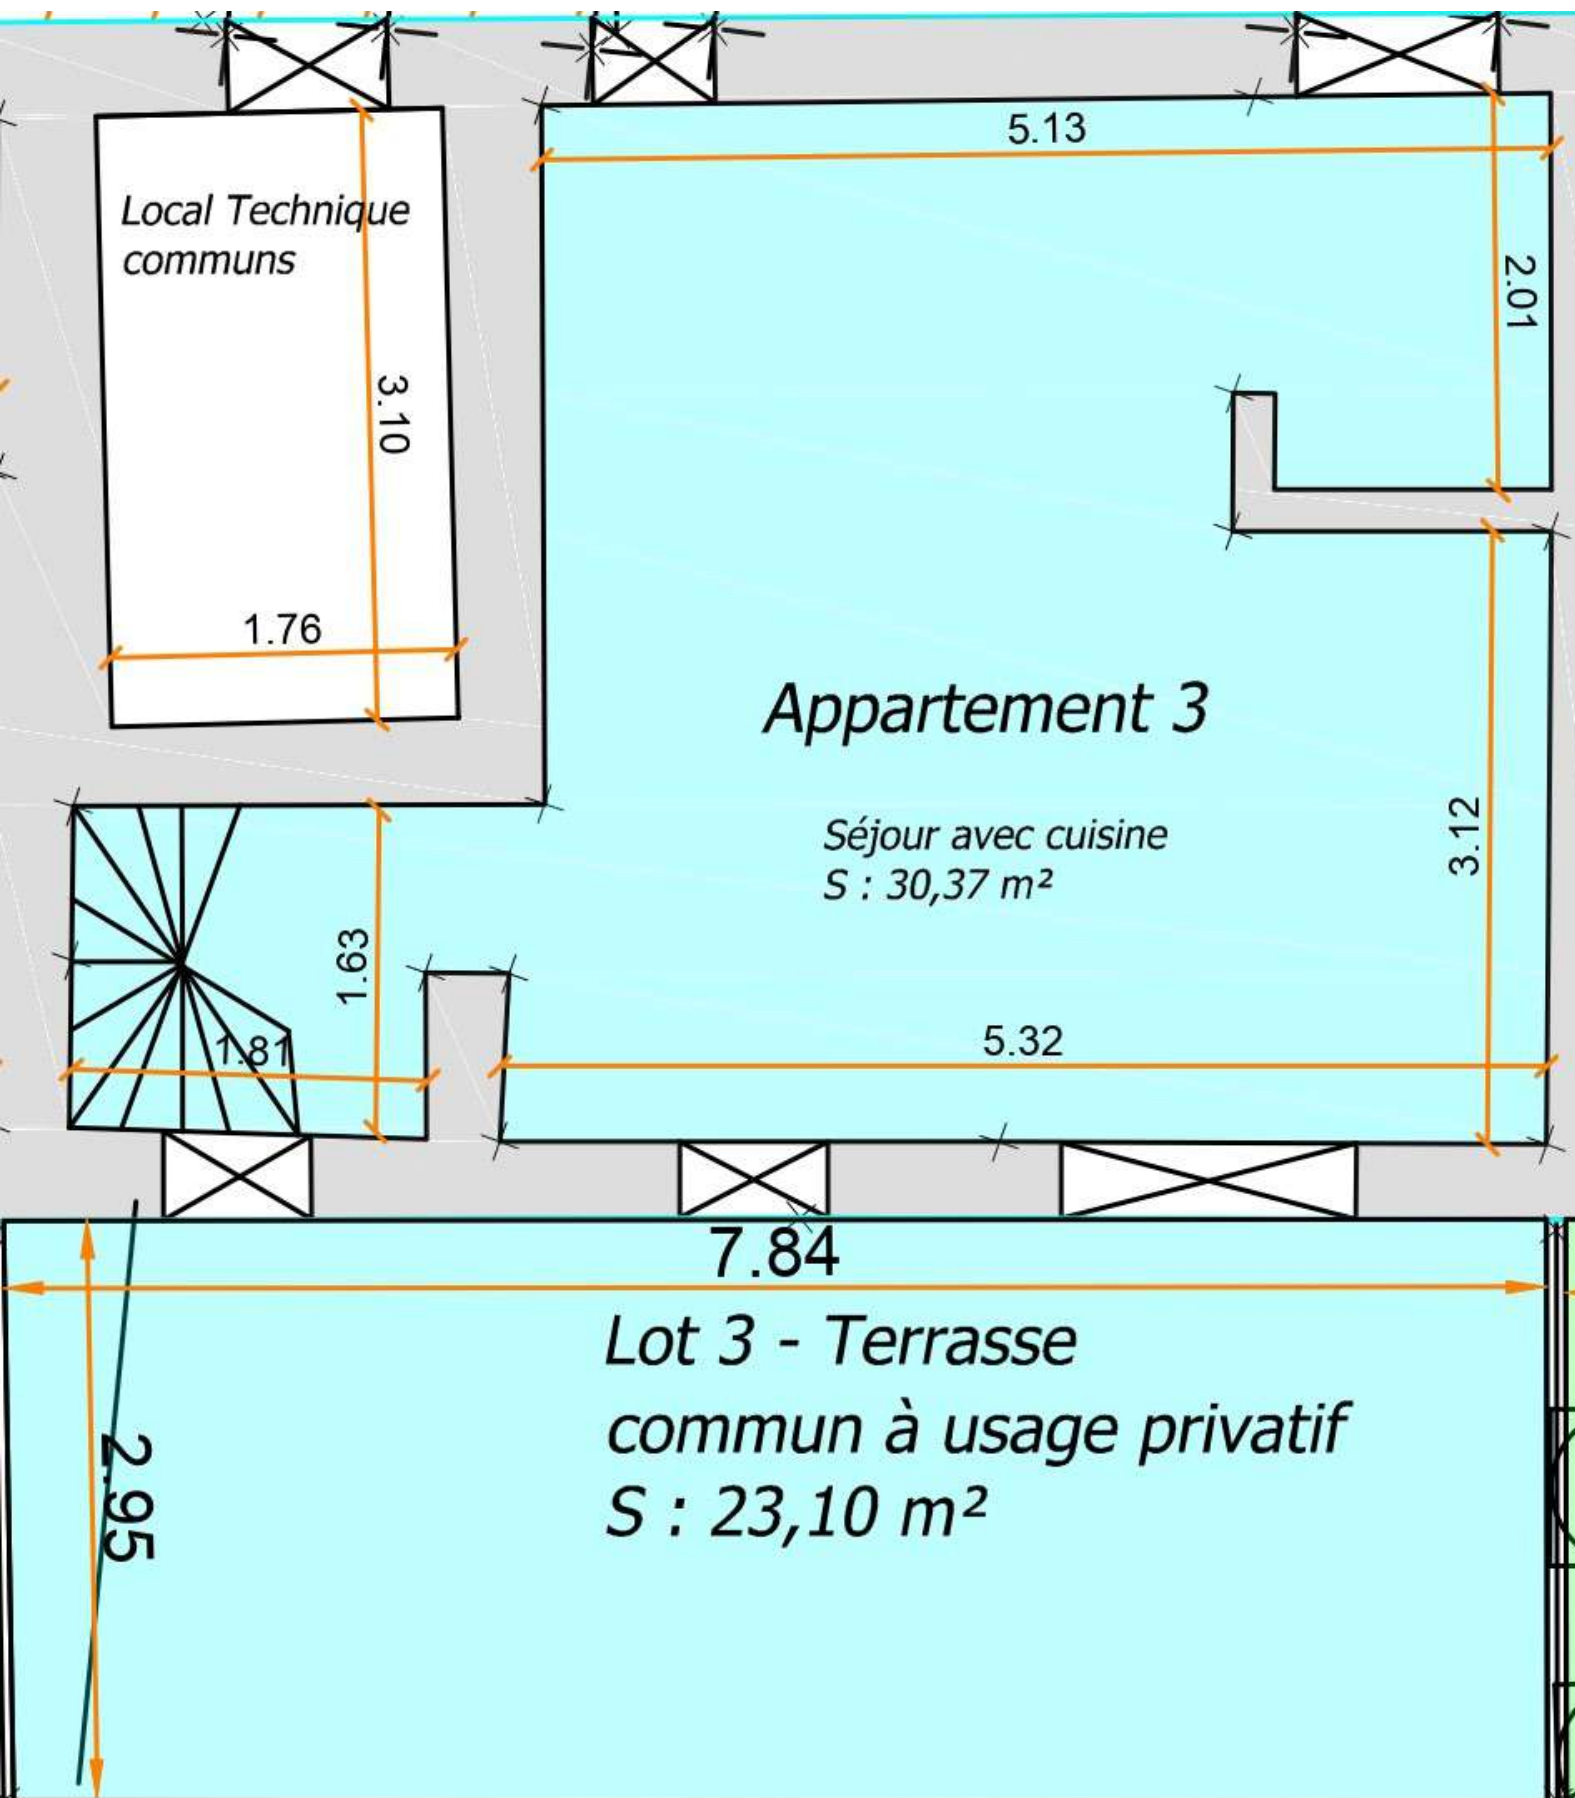 5.13
Local Technique
communs
2.01
3.10
1.76
Appartement 3
Séjour avec cuisine
S : 30,37 m²
3.12
1.63
1.81
5.32
7.84
Lot 3 - Terrasse
commun à usage privatif
S : 23,10 m²
2.95